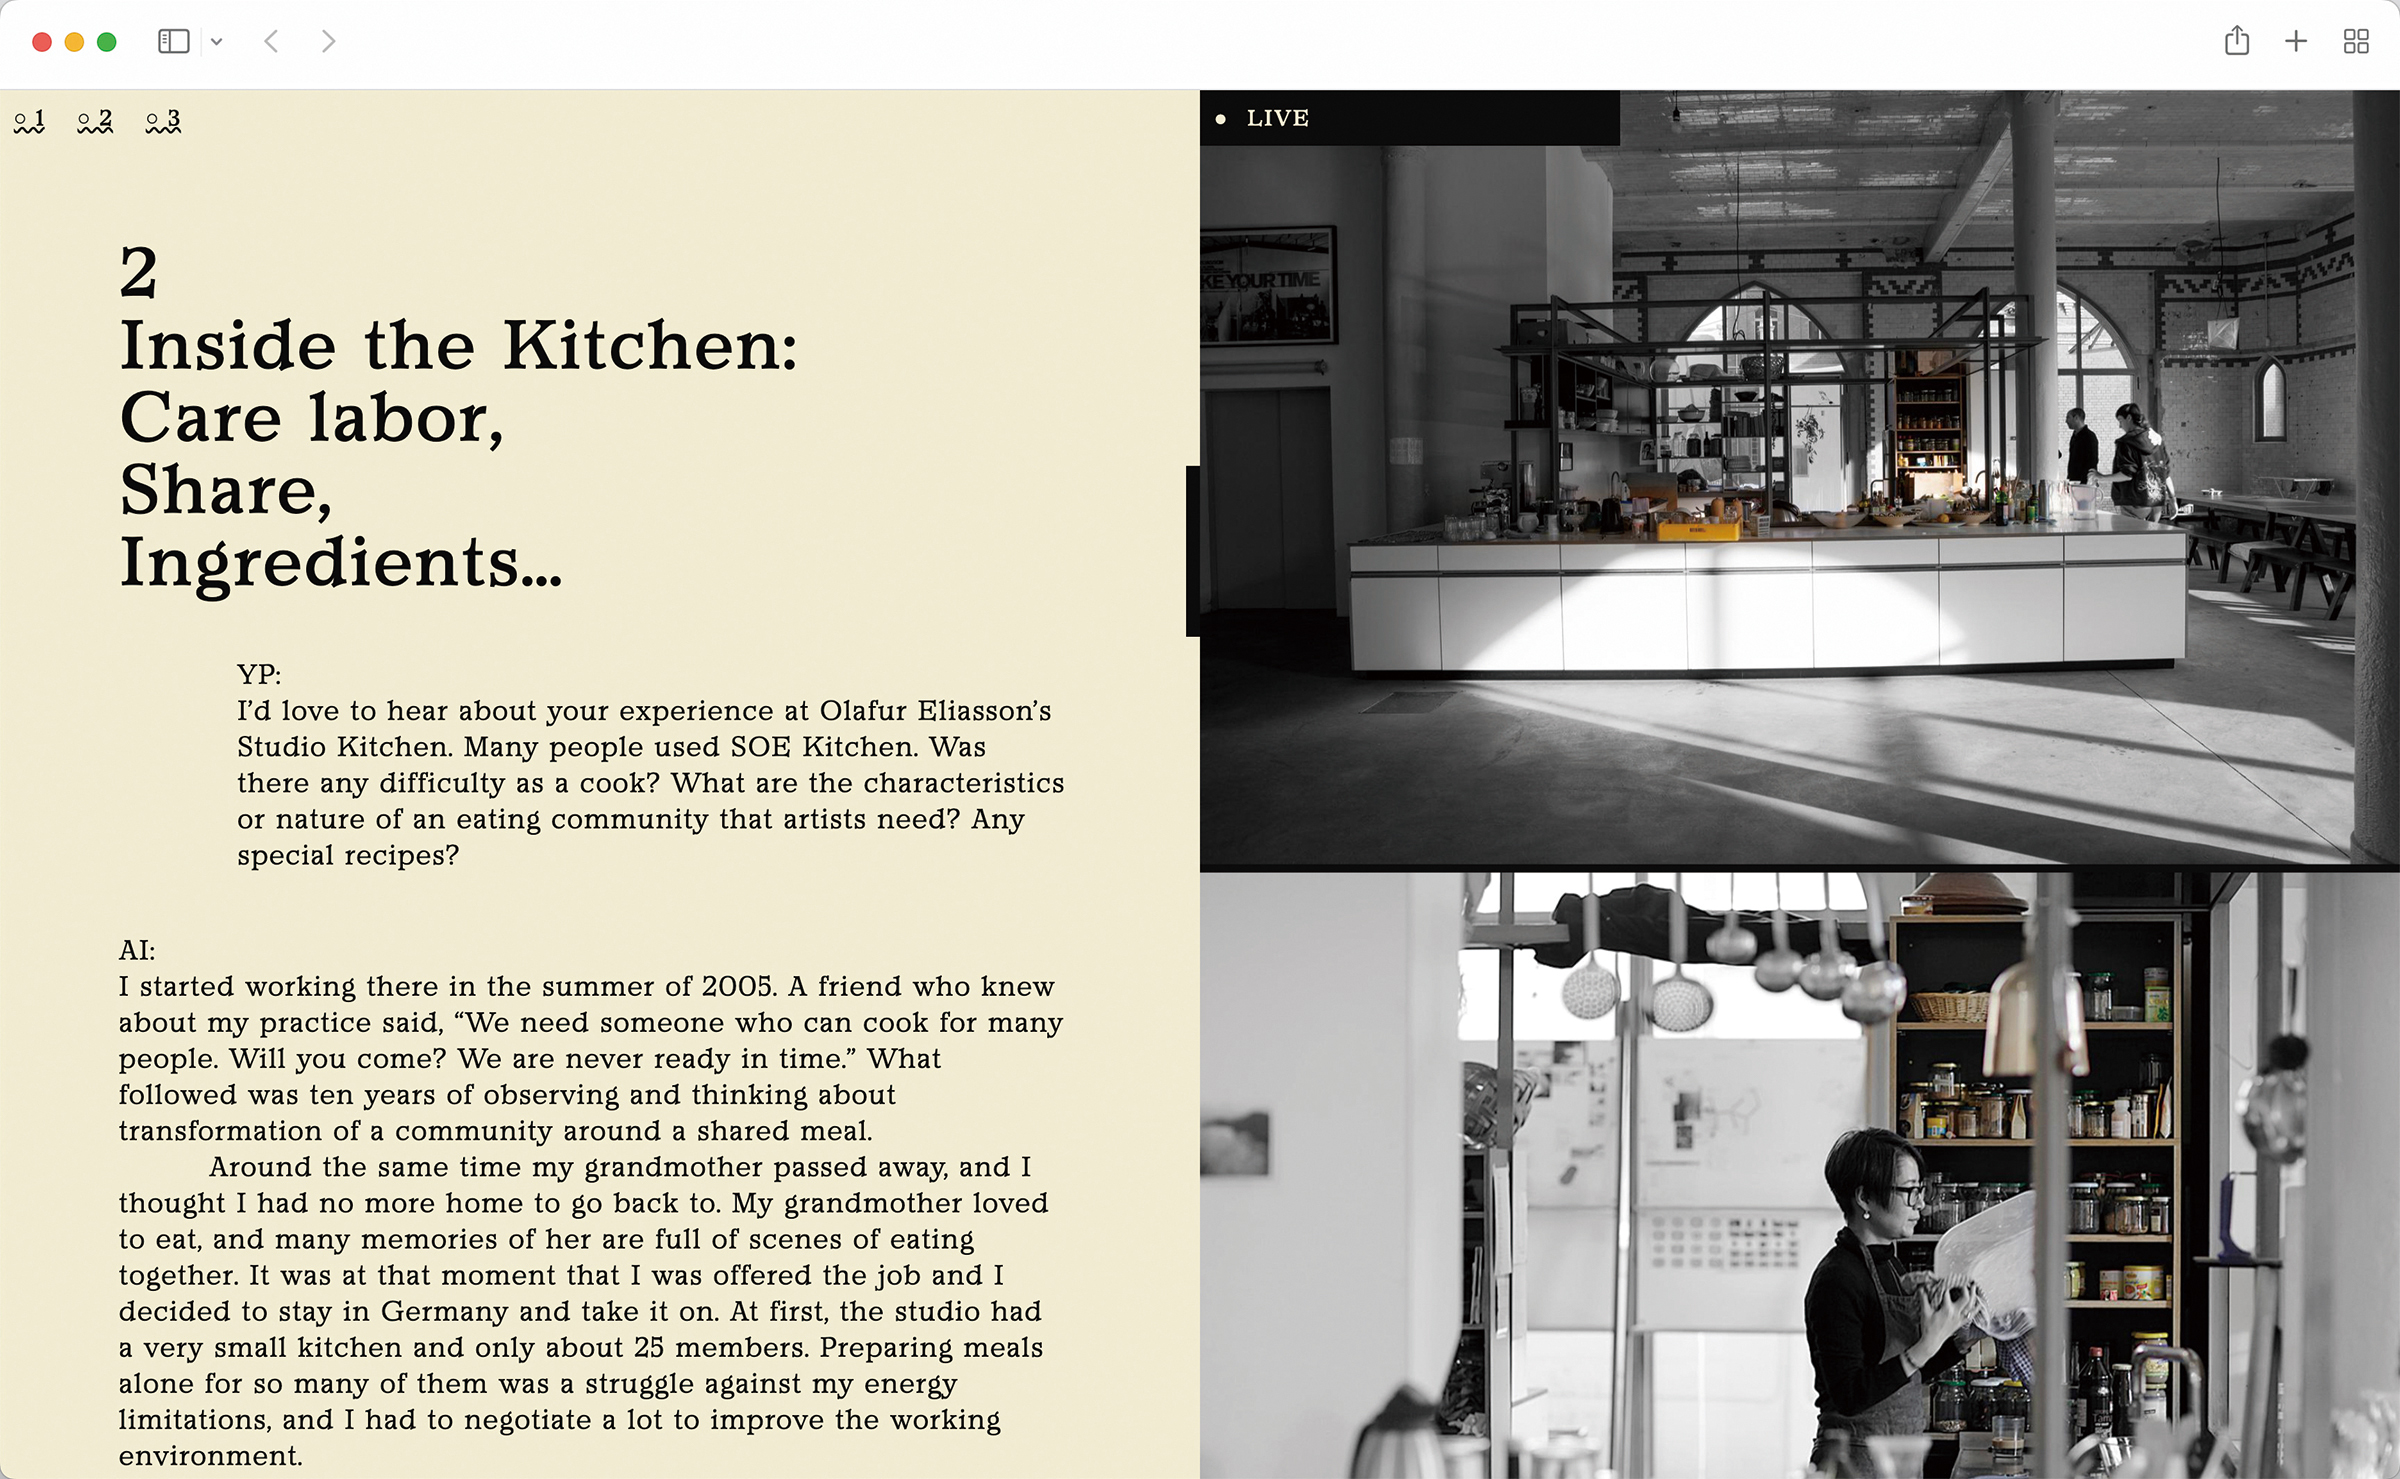 1 2 3
LIVE
2
Inside the Kitchen:
Care labor,
Share,
Ingredients...
YP:
I’d love to hear about your experience at Olafur Eliasson’s
Studio Kitchen. Many people used SOE Kitchen. Was
there any difficulty as a cook? What are the characteristics
or nature of an eating community that artists need? Any
special recipes?
AI:
I started working there in the summer of 2005. A friend who knew
about my practice said, “We need someone who can cook for many
people. Will you come? We are never ready in time.” What
followed was ten years of observing and thinking about
transformation of a community around a shared meal.
Around the same time my grandmother passed away, and I
thought I had no more home to go back to. My grandmother loved
to eat, and many memories of her are full of scenes of eating
together. It was at that moment that I was offered the job and I
decided to stay in Germany and take it on. At first, the studio had
a very small kitchen and only about 25 members. Preparing meals
alone for so many of them was a struggle against my energy
limitations, and I had to negotiate a lot to improve the working
environment.
KE YOUR TIME